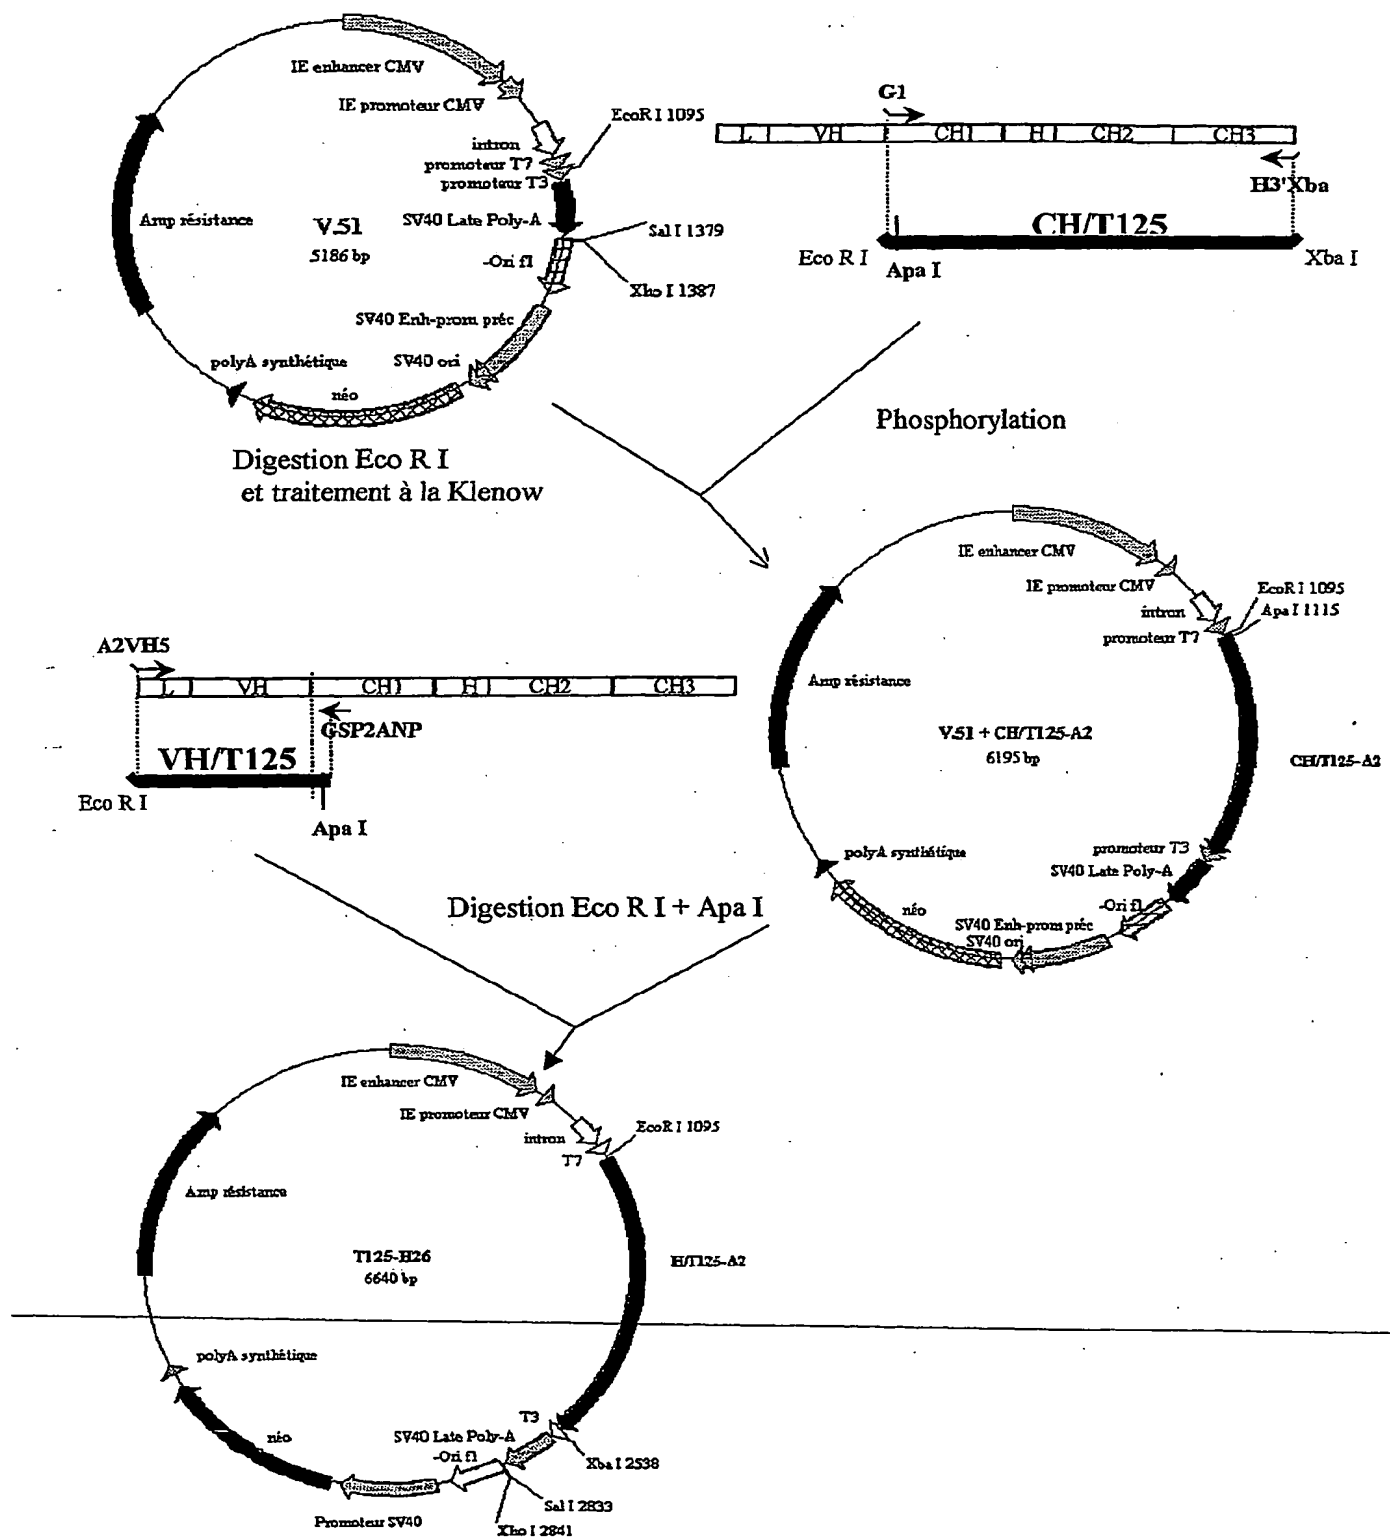 IE enhancer CMV
IE promoteur CMV
EcoR I 1095
intron
promoteur T7
promoteur T3
Amp résistance
V.51
5186 bp
SV40 Late Poly-A
Sal I 1379
-Ori f1
Xho I 1387
SV40 Enh-prom préc
polyA synthétique
SV40 ori
néo
G1
L VH CH1 H CH2 CH3
H3'Xba
CH/T125
Eco R I
Apa I
Xba I
Digestion Eco R I
et traitement à la Klenow
Phosphorylation
IE enhancer CMV
IE promoteur CMV
EcoR I 1095
intron
Apa I 1115
promoteur T7
Amp résistance
V.51 + CH/T125-A2
6195 bp
CH/T125-A2
polyA synthétique
promoteur T3
SV40 Late Poly-A
-Ori f1
néo
SV40 Enh-prom préc
SV40 ori
A2VH5
L VH CH1 H CH2 CH3
GSP2ANP
VH/T125
Eco R I
Apa I
Digestion Eco R I + Apa I
IE enhancer CMV
IE promoteur CMV
EcoR I 1095
intron
T7
Amp résistance
T125-H26
6640 bp
H/T125-A2
polyA synthétique
T3
SV40 Late Poly-A
néo
-Ori f1
Xba I 2538
Sal I 2833
Promoteur SV40
Xho I 2841